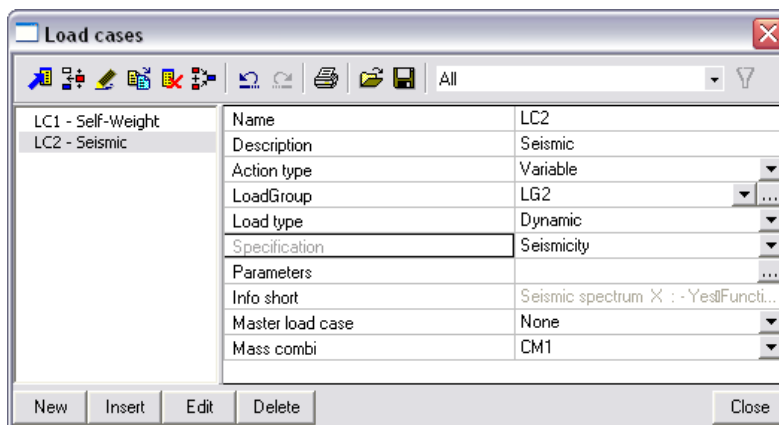 Load cases
All
LC1 - Self-Weight
LC2 - Seismic
Name LC2
Description Seismic
Action type Variable
LoadGroup LG2 ...
Load type Dynamic
Specification Seismicity
Parameters ...
Info short Seismic spectrum X : - Yes▯Functi...
Master load case None
Mass combi CM1
New Insert Edit Delete Close